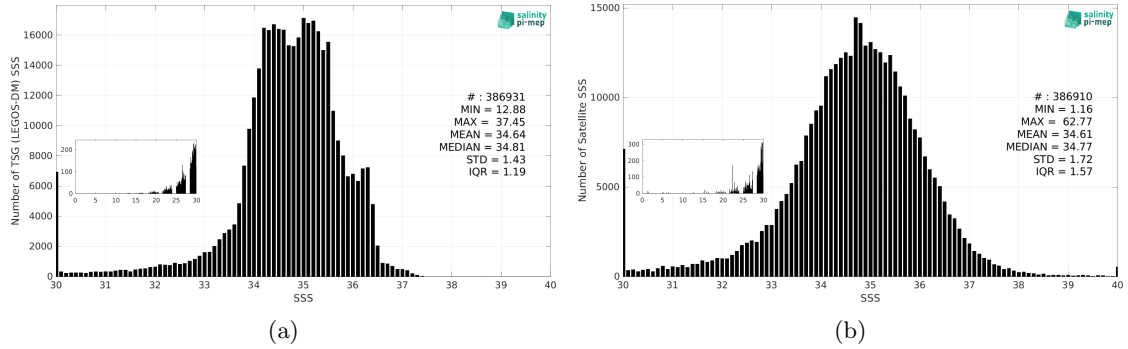 salinity
pi-mep
16000
14000
12000
10000
8000
6000
4000
2000
0
Number of TSG (LEGOS-DM) SSS
# : 386931
MIN = 12.88
MAX = 37.45
MEAN = 34.64
MEDIAN = 34.81
STD = 1.43
IQR = 1.19
200
100
0
0 5 10 15 20 25 30
30 31 32 33 34 35 36 37 38 39 40
SSS
(a)
salinity
pi-mep
15000
10000
5000
0
Number of Satellite SSS
# : 386910
MIN = 1.16
MAX = 62.77
MEAN = 34.61
MEDIAN = 34.77
STD = 1.72
IQR = 1.57
300
200
100
0
0 5 10 15 20 25 30
30 31 32 33 34 35 36 37 38 39 40
SSS
(b)